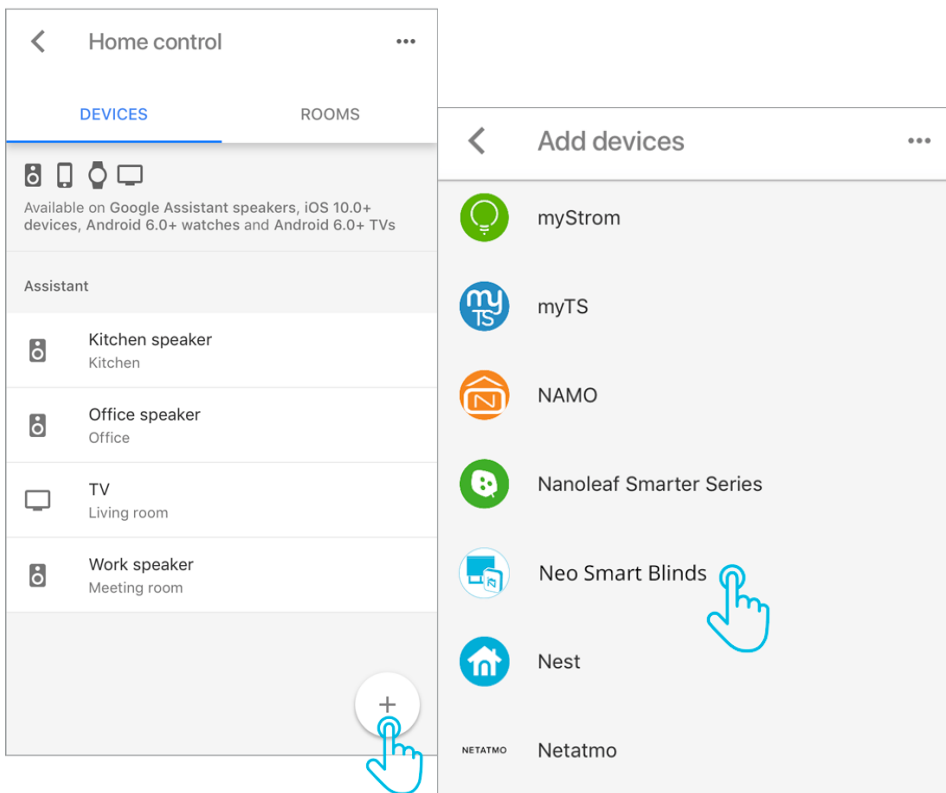 Home control
DEVICES
ROOMS
Available on Google Assistant speakers, iOS 10.0+
devices, Android 6.0+ watches and Android 6.0+ TVs
Assistant
Kitchen speaker
Kitchen
Office speaker
Office
TV
Living room
Work speaker
Meeting room
Add devices
myStrom
my
TS
myTS
N
NAMO
Nanoleaf Smarter Series
N
Neo Smart Blinds
Nest
NETATMO
Netatmo